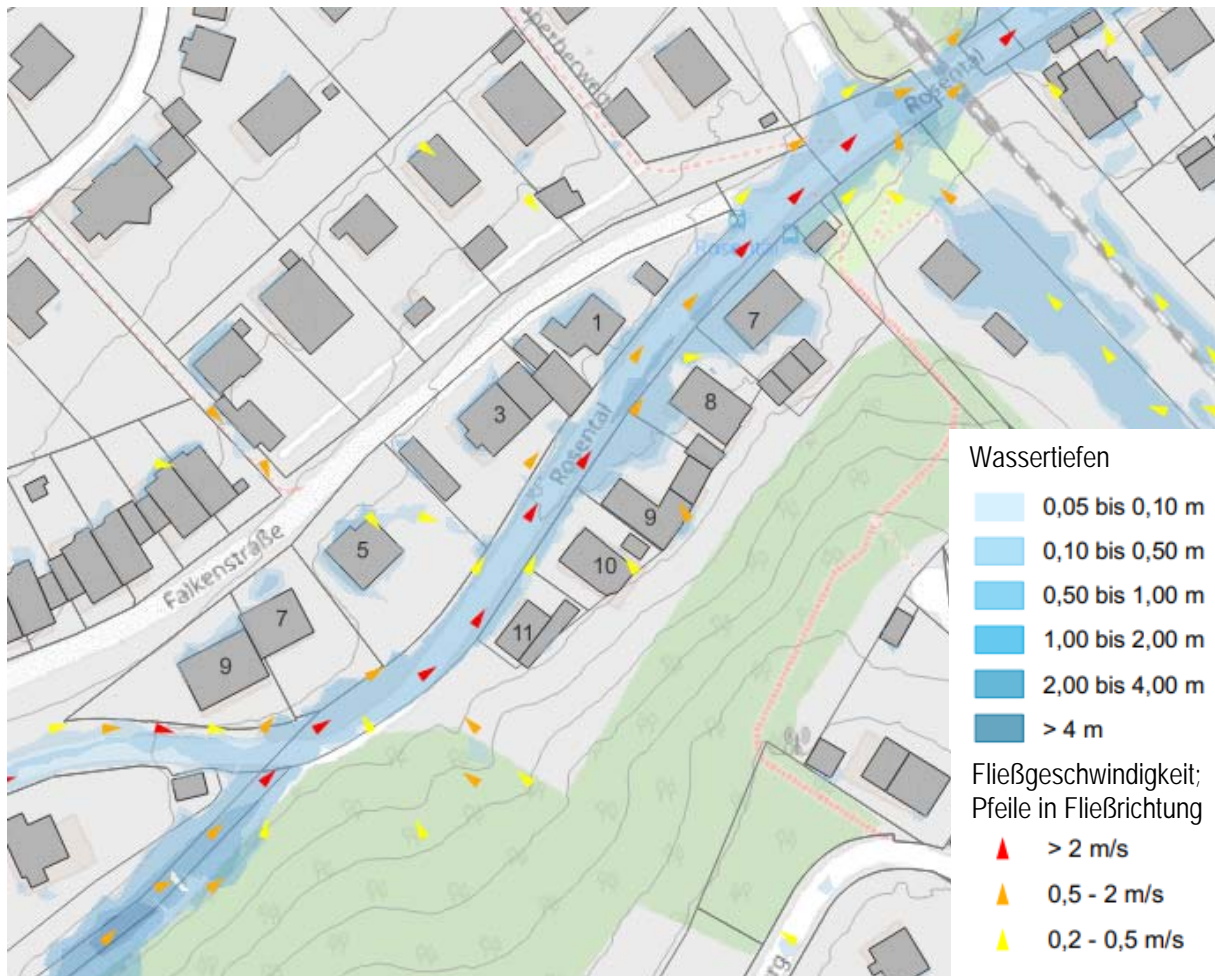 Rosental
Rosental
1
7
3
8
Rosental
5
9
10
Falkenstraße
7
11
9
Wassertiefen
0,05 bis 0,10 m
0,10 bis 0,50 m
0,50 bis 1,00 m
1,00 bis 2,00 m
2,00 bis 4,00 m
> 4 m
Fließgeschwindigkeit;
Pfeile in Fließrichtung
> 2 m/s
0,5 - 2 m/s
0,2 - 0,5 m/s